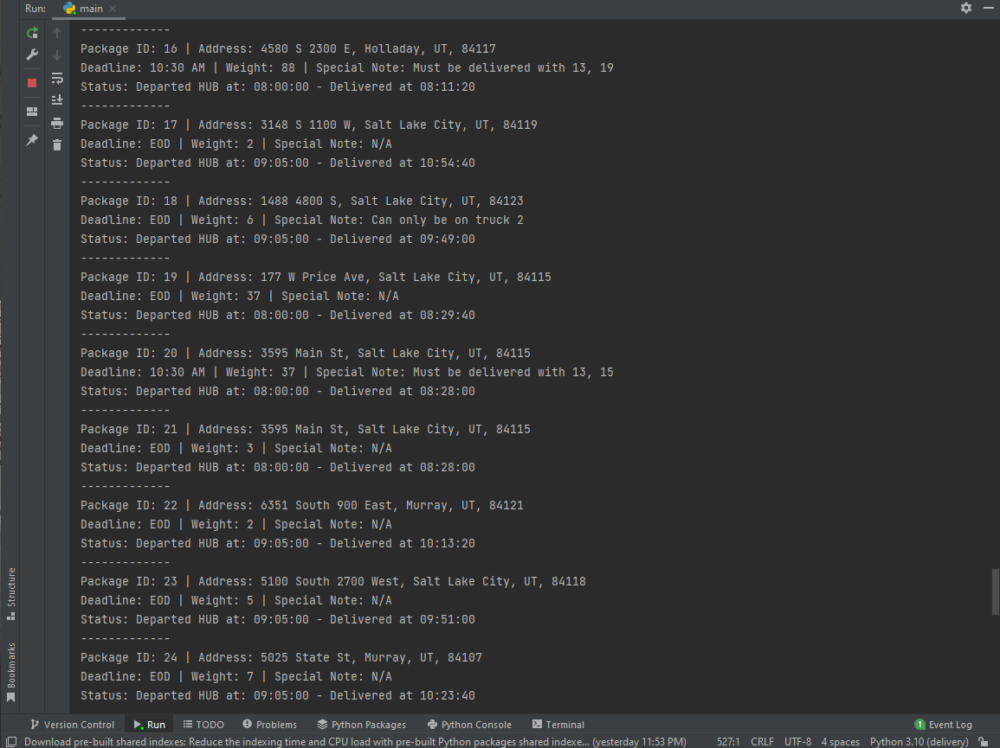 Run: main
-------------
Package ID: 16 | Address: 4580 S 2300 E, Holladay, UT, 84117
Deadline: 10:30 AM | Weight: 88 | Special Note: Must be delivered with 13, 19
Status: Departed HUB at: 08:00:00 - Delivered at 08:11:20
-------------
Package ID: 17 | Address: 3148 S 1100 W, Salt Lake City, UT, 84119
Deadline: EOD | Weight: 2 | Special Note: N/A
Status: Departed HUB at: 09:05:00 - Delivered at 10:54:40
-------------
Package ID: 18 | Address: 1488 4800 S, Salt Lake City, UT, 84123
Deadline: EOD | Weight: 6 | Special Note: Can only be on truck 2
Status: Departed HUB at: 09:05:00 - Delivered at 09:49:00
-------------
Package ID: 19 | Address: 177 W Price Ave, Salt Lake City, UT, 84115
Deadline: EOD | Weight: 37 | Special Note: N/A
Status: Departed HUB at: 08:00:00 - Delivered at 08:29:40
-------------
Package ID: 20 | Address: 3595 Main St, Salt Lake City, UT, 84115
Deadline: 10:30 AM | Weight: 37 | Special Note: Must be delivered with 13, 15
Status: Departed HUB at: 08:00:00 - Delivered at 08:28:00
-------------
Package ID: 21 | Address: 3595 Main St, Salt Lake City, UT, 84115
Deadline: EOD | Weight: 3 | Special Note: N/A
Status: Departed HUB at: 08:00:00 - Delivered at 08:28:00
-------------
Package ID: 22 | Address: 6351 South 900 East, Murray, UT, 84121
Deadline: EOD | Weight: 2 | Special Note: N/A
Status: Departed HUB at: 09:05:00 - Delivered at 10:13:20
-------------
Package ID: 23 | Address: 5100 South 2700 West, Salt Lake City, UT, 84118
Deadline: EOD | Weight: 5 | Special Note: N/A
Status: Departed HUB at: 09:05:00 - Delivered at 09:51:00
-------------
Package ID: 24 | Address: 5025 State St, Murray, UT, 84107
Deadline: EOD | Weight: 7 | Special Note: N/A
Status: Departed HUB at: 09:05:00 - Delivered at 10:23:40
Structure
Bookmarks
Version Control Run TODO Problems Python Packages Python Console Terminal 1 Event Log
Download pre-built shared indexes: Reduce the indexing time and CPU load with pre-built Python packages shared indexe... (yesterday 11:53 PM) 527:1 CRLF UTF-8 4 spaces Python 3.10 (delivery)